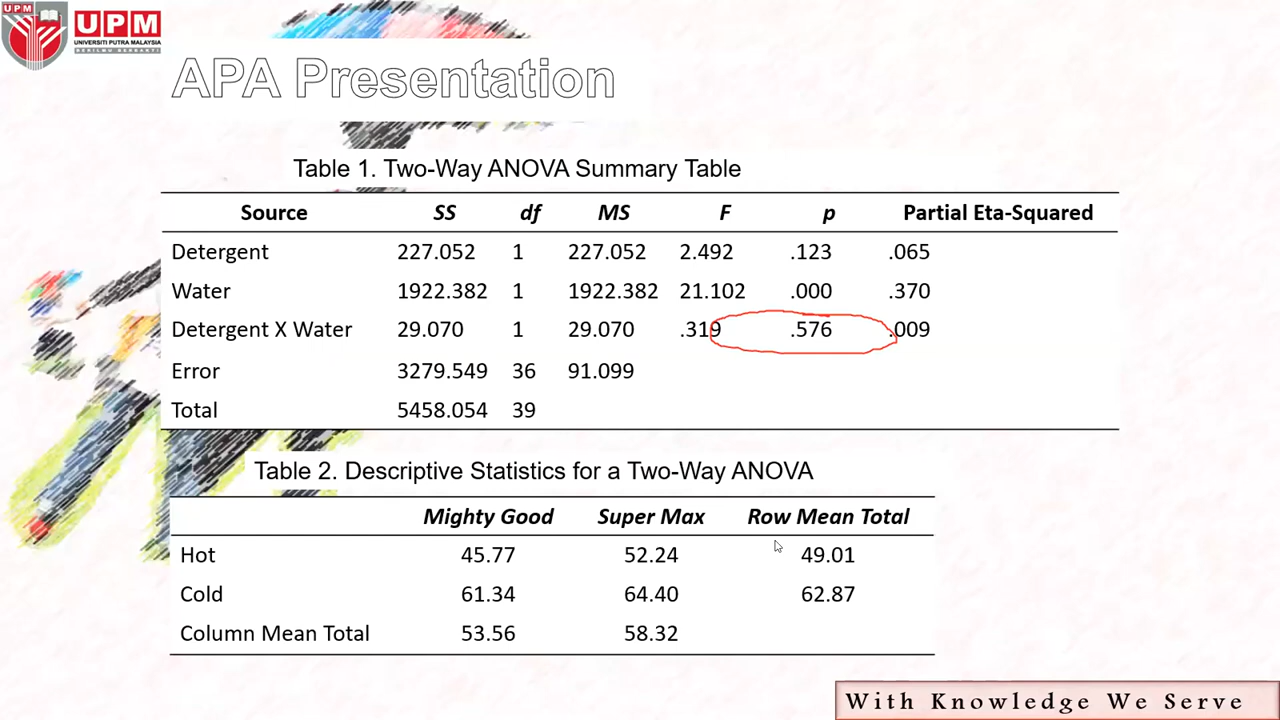 UPM
UPM
UNIVERSITI PUTRA MALAYSIA
BERILMU BERBAKTI
APA Presentation
Table 1. Two-Way ANOVA Summary Table
Source SS df MS F p Partial Eta-Squared
Detergent 227.052 1 227.052 2.492 .123 .065
Water 1922.382 1 1922.382 21.102 .000 .370
Detergent X Water 29.070 1 29.070 .319 .576 .009
Error 3279.549 36 91.099
Total 5458.054 39
Table 2. Descriptive Statistics for a Two-Way ANOVA
Mighty Good Super Max Row Mean Total
Hot 45.77 52.24 49.01
Cold 61.34 64.40 62.87
Column Mean Total 53.56 58.32
With Knowledge We Serve